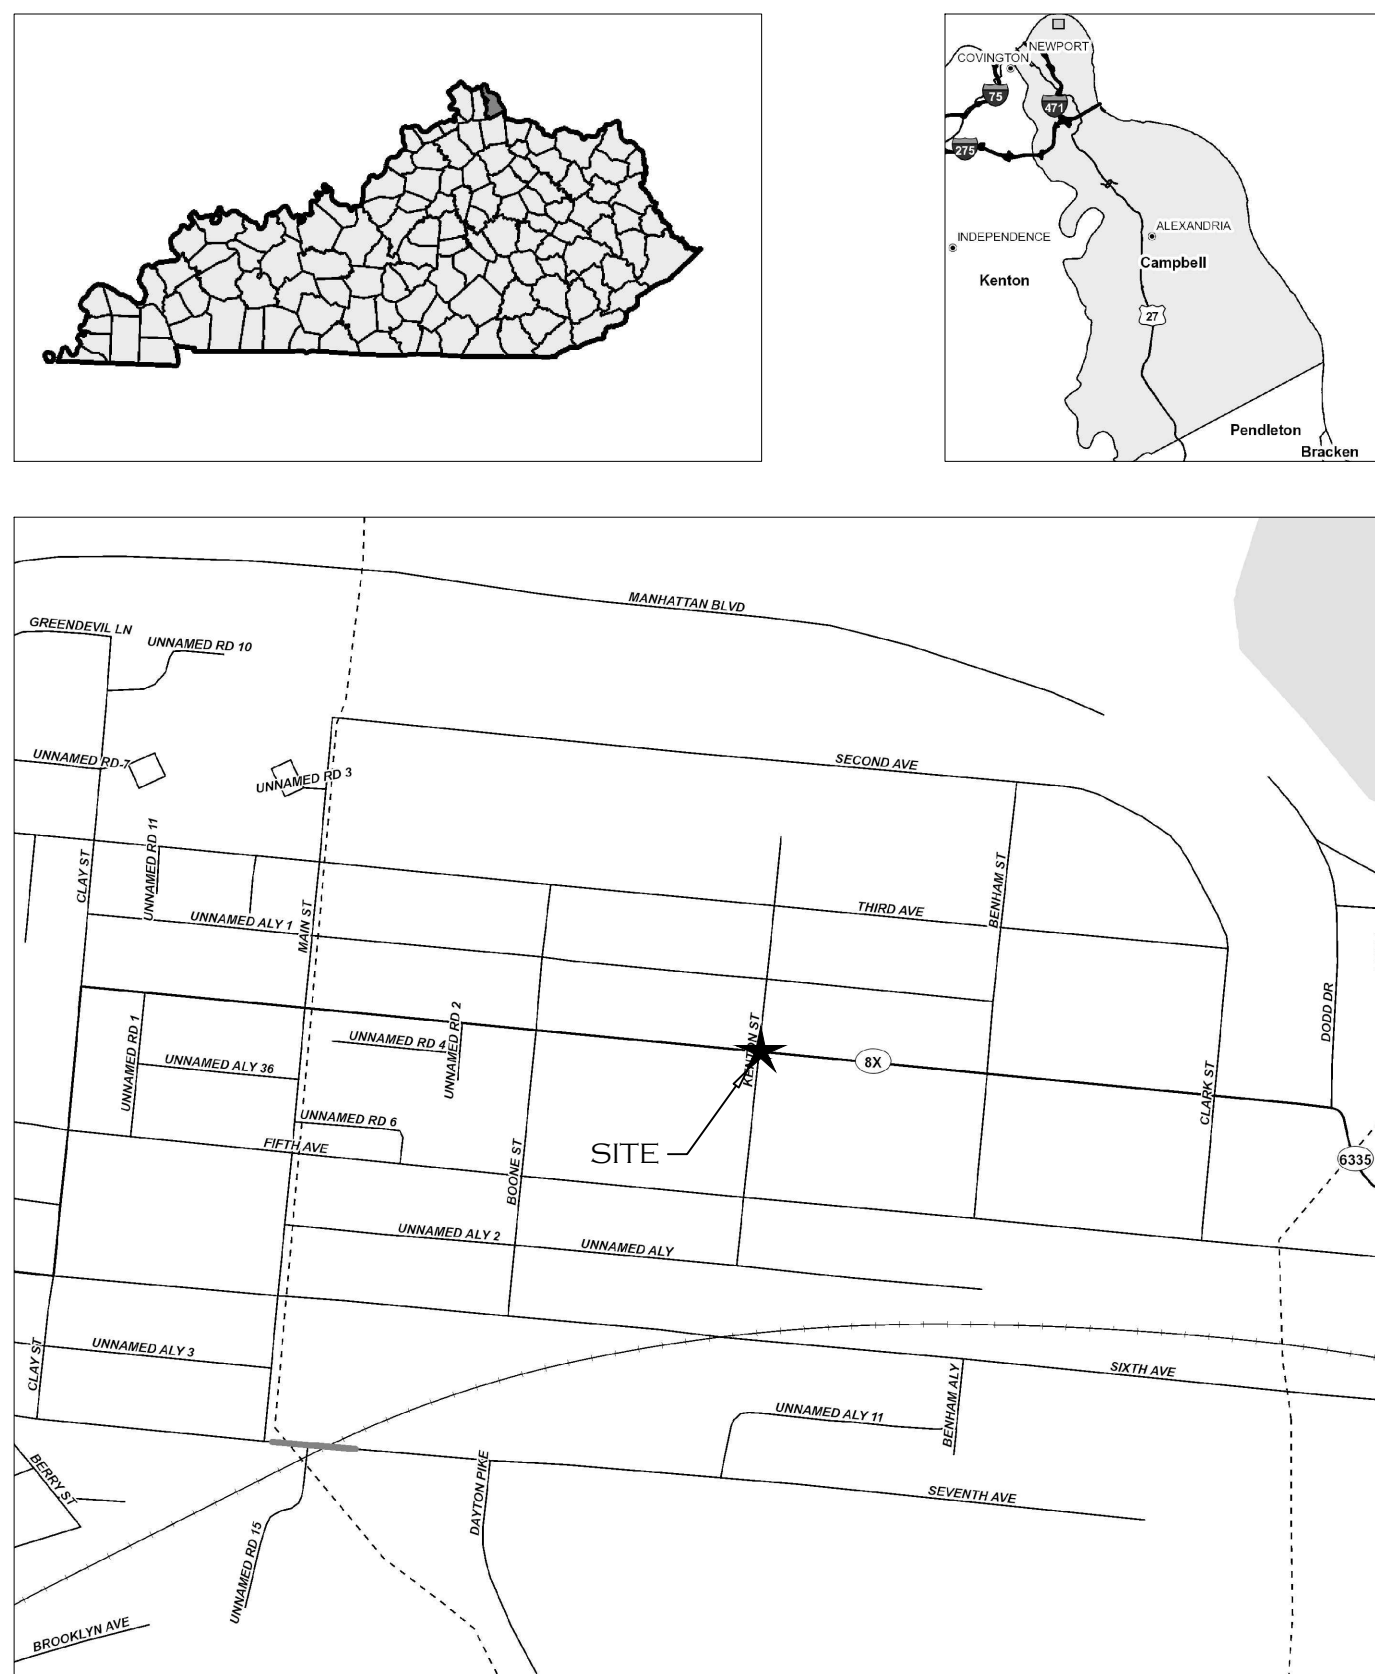 NEWPORT
COVINGTON
75
471
275
INDEPENDENCE
ALEXANDRIA
Campbell
Kenton
27
Pendleton
Bracken
MANHATTAN BLVD
GREENDEVIL LN
UNNAMED RD 10
UNNAMED RD 7
UNNAMED RD 3
SECOND AVE
UNNAMED RD 11
CLAY ST
BENHAM ST
THIRD AVE
UNNAMED ALY 1
MAIN ST
DODD DR
UNNAMED RD 1
UNNAMED RD 2
UNNAMED RD 4
KENTON ST
8X
UNNAMED ALY 36
CLARK ST
UNNAMED RD 6
FIFTH AVE
BOONE ST
SITE
6335
UNNAMED ALY 2
UNNAMED ALY
CLAY ST
UNNAMED ALY 3
SIXTH AVE
BENHAM ALY
UNNAMED ALY 11
BERRY ST
DAYTON PIKE
SEVENTH AVE
UNNAMED RD 15
BROOKLYN AVE